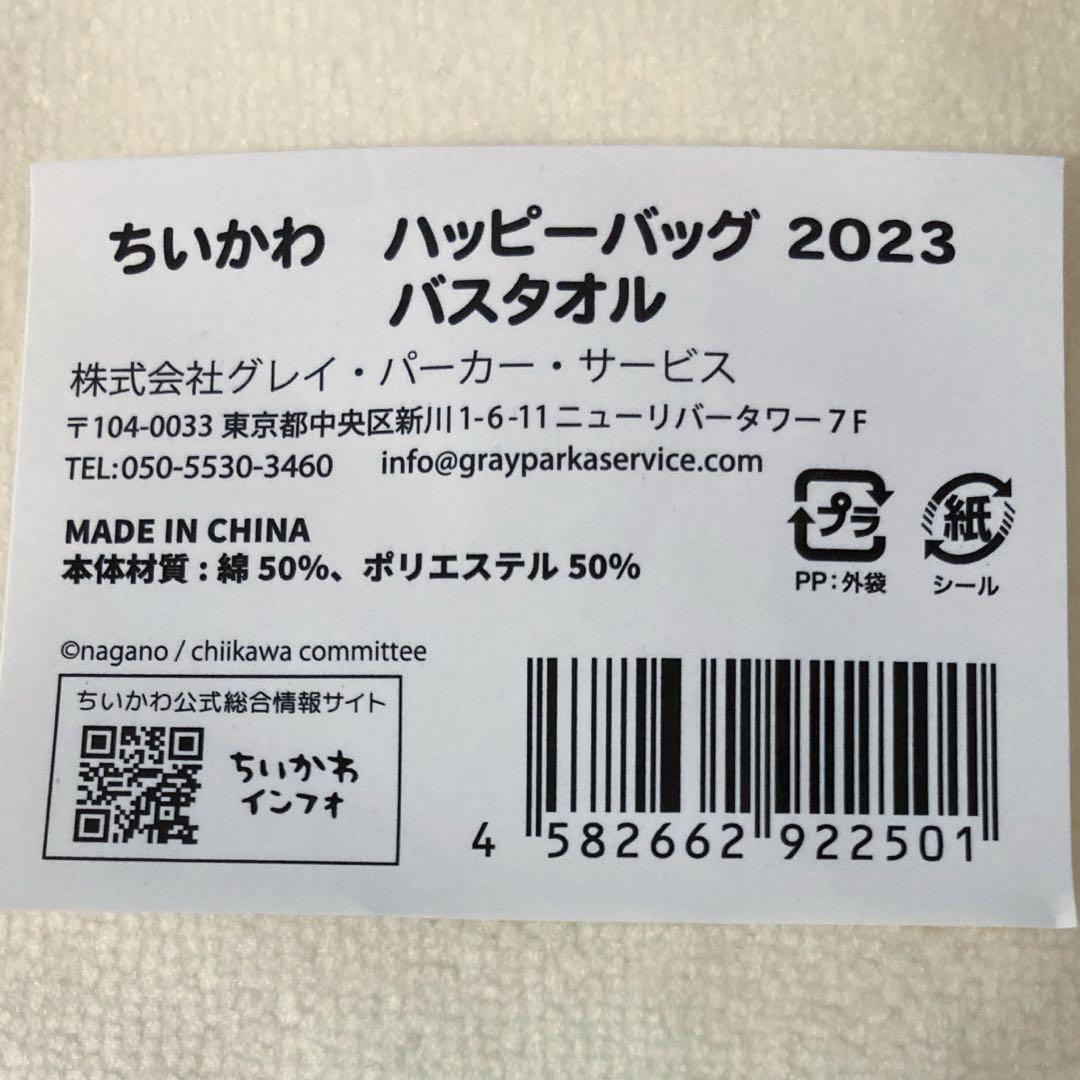 ちいかわ　ハッピーバッグ 2023
バスタオル
株式会社グレイ・パーカー・サービス
〒104-0033 東京都中央区新川1-6-11ニューリバータワー7F
TEL:050-5530-3460　info@grayparkaservice.com
プラ
紙
PP:外袋
シール
MADE IN CHINA
本体材質:綿 50%、ポリエステル 50%
©nagano / chiikawa committee
ちいかわ公式総合情報サイト
ちいかわ
インフォ
4 582662 922501